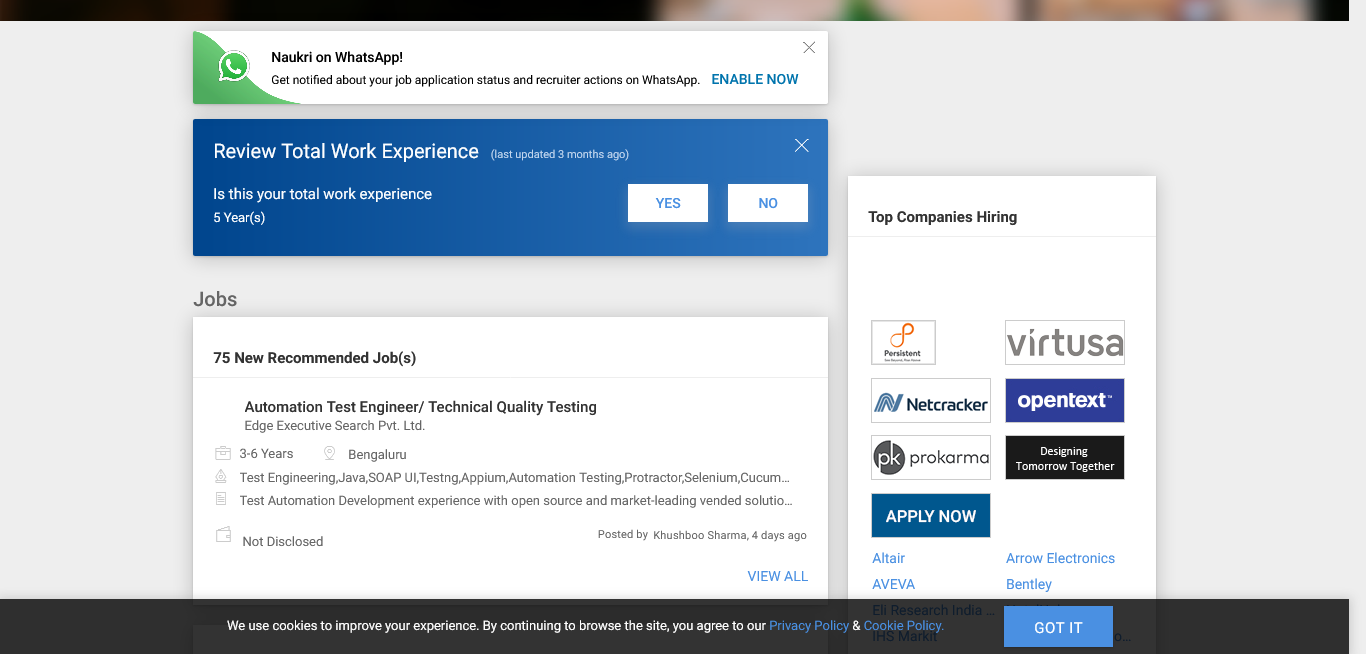 Naukri on WhatsApp!
Get notified about your job application status and recruiter actions on WhatsApp. ENABLE NOW
Review Total Work Experience (last updated 3 months ago)
Is this your total work experience
5 Year(s)
YES NO
Jobs
75 New Recommended Job(s)
Automation Test Engineer/ Technical Quality Testing
Edge Executive Search Pvt. Ltd.
3-6 Years Bengaluru
Test Engineering,Java,SOAP UI,Testng,Appium,Automation Testing,Protractor,Selenium,Cucum...
Test Automation Development experience with open source and market-leading vended solutio...
Not Disclosed
Posted by Khushboo Sharma, 4 days ago
VIEW ALL
Top Companies Hiring
Persistent
virtusa
Netcracker
opentext™
pk prokarma
Designing
Tomorrow Together
APPLY NOW
Altair Arrow Electronics
AVEVA Bentley
Eli Research India ...
IHS Markit
We use cookies to improve your experience. By continuing to browse the site, you agree to our Privacy Policy & Cookie Policy.
GOT IT